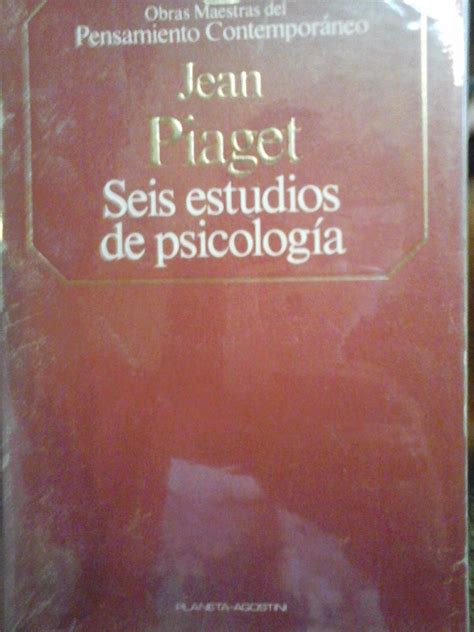 Obras Maestras del
Pensamiento Contemporáneo
Jean
Piaget
Seis estudios
de psicología
PLANETA-AGOSTINI